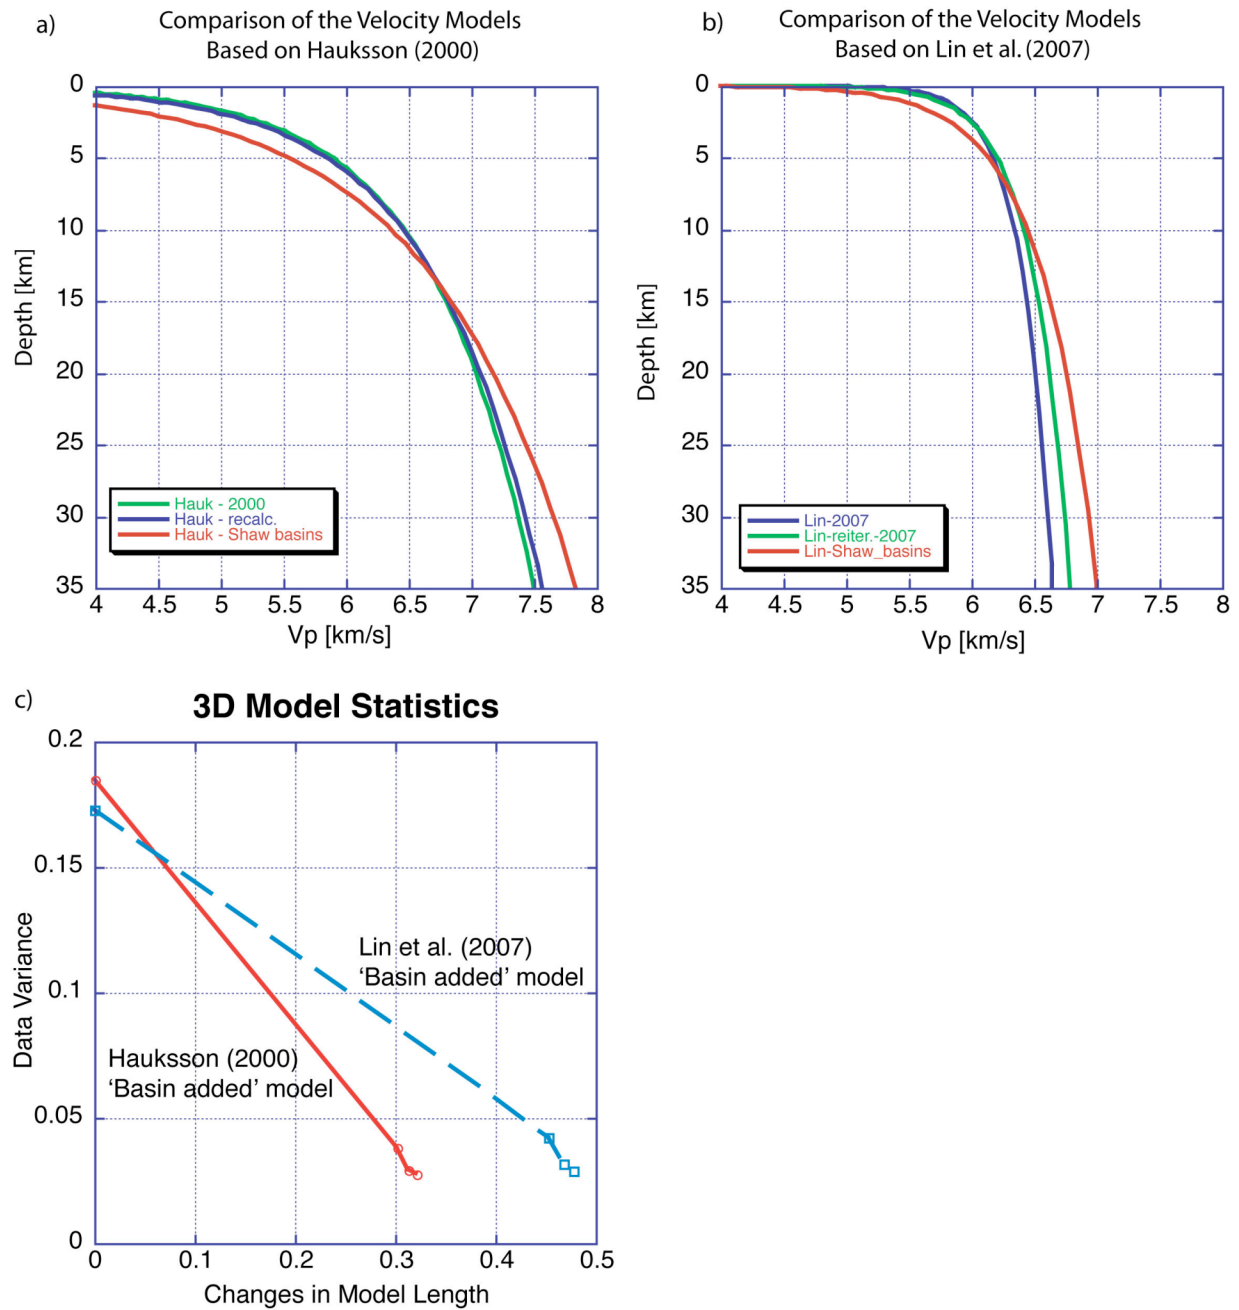 a)
Comparison of the Velocity Models
Based on Hauksson (2000)
0
5
10
15
20
25
30
35
Depth [km]
Hauk - 2000
Hauk - recalc.
Hauk - Shaw basins
4
4.5
5
5.5
6
6.5
7
7.5
8
Vp [km/s]
b)
Comparison of the Velocity Models
Based on Lin et al. (2007)
0
5
10
15
20
25
30
35
Depth [km]
Lin-2007
Lin-reiter.-2007
Lin-Shaw_basins
4
4.5
5
5.5
6
6.5
7
7.5
8
Vp [km/s]
c)
3D Model Statistics
0.2
0.15
0.1
0.05
0
Data Variance
Lin et al. (2007)
‘Basin added’ model
Hauksson (2000)
‘Basin added’ model
0
0.1
0.2
0.3
0.4
0.5
Changes in Model Length